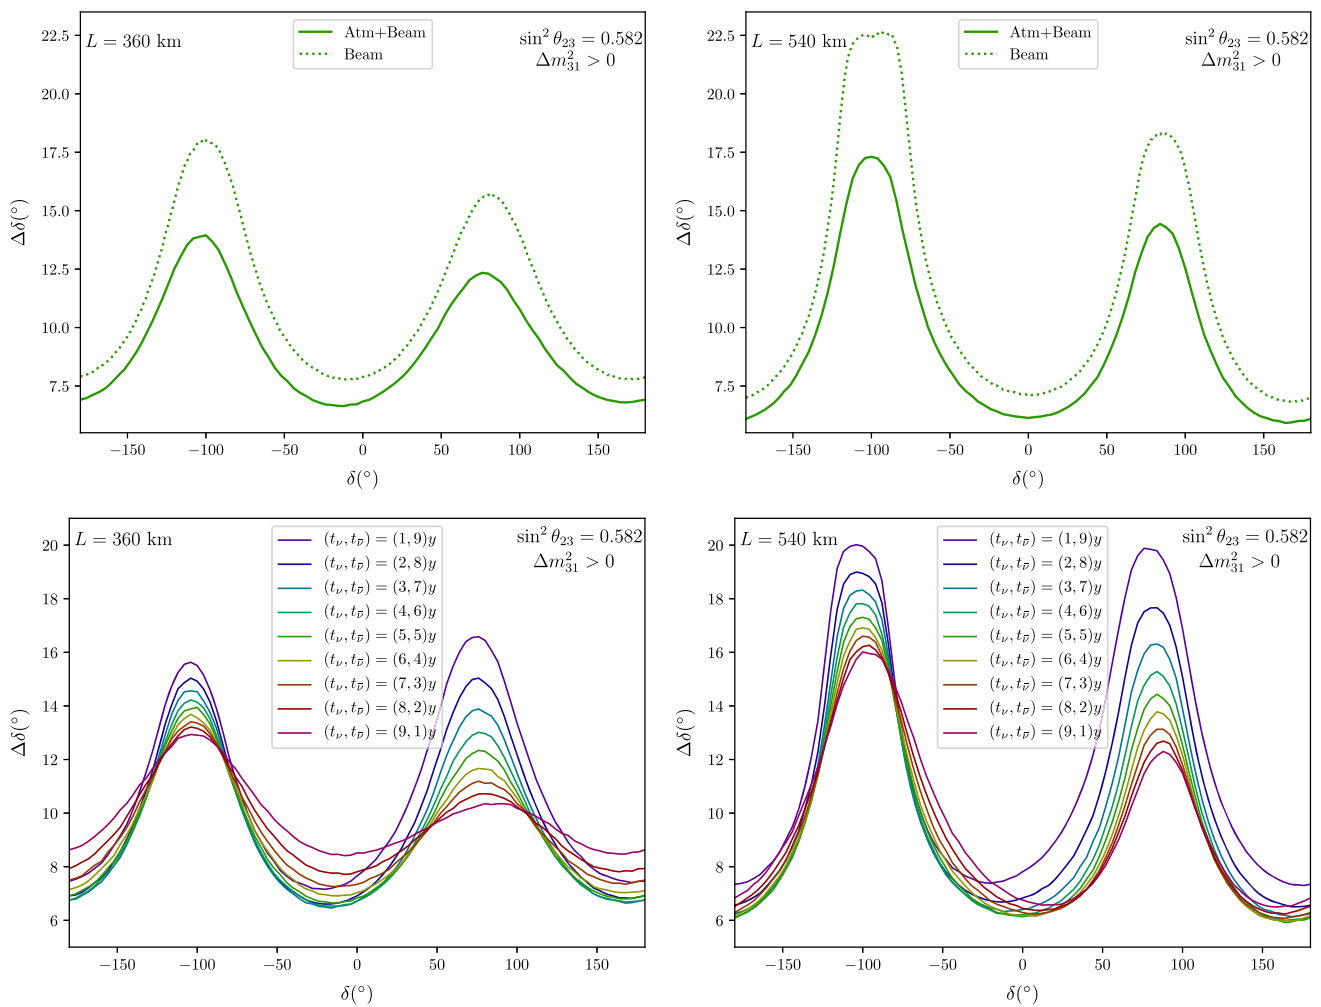 L = 360 km
Atm+Beam
Beam
sin² θ₂₃ = 0.582
Δm²₃₁ > 0
22.5
20.0
17.5
15.0
12.5
10.0
7.5
Δδ(°)
−150 −100 −50 0 50 100 150
δ(°)
L = 540 km
Atm+Beam
Beam
sin² θ₂₃ = 0.582
Δm²₃₁ > 0
22.5
20.0
17.5
15.0
12.5
10.0
7.5
Δδ(°)
−150 −100 −50 0 50 100 150
δ(°)
L = 360 km
(t_ν, t_ν̄) = (1, 9)y
(t_ν, t_ν̄) = (2, 8)y
(t_ν, t_ν̄) = (3, 7)y
(t_ν, t_ν̄) = (4, 6)y
(t_ν, t_ν̄) = (5, 5)y
(t_ν, t_ν̄) = (6, 4)y
(t_ν, t_ν̄) = (7, 3)y
(t_ν, t_ν̄) = (8, 2)y
(t_ν, t_ν̄) = (9, 1)y
sin² θ₂₃ = 0.582
Δm²₃₁ > 0
20
18
16
14
12
10
8
6
Δδ(°)
−150 −100 −50 0 50 100 150
δ(°)
L = 540 km
(t_ν, t_ν̄) = (1, 9)y
(t_ν, t_ν̄) = (2, 8)y
(t_ν, t_ν̄) = (3, 7)y
(t_ν, t_ν̄) = (4, 6)y
(t_ν, t_ν̄) = (5, 5)y
(t_ν, t_ν̄) = (6, 4)y
(t_ν, t_ν̄) = (7, 3)y
(t_ν, t_ν̄) = (8, 2)y
(t_ν, t_ν̄) = (9, 1)y
sin² θ₂₃ = 0.582
Δm²₃₁ > 0
20
18
16
14
12
10
8
6
Δδ(°)
−150 −100 −50 0 50 100 150
δ(°)